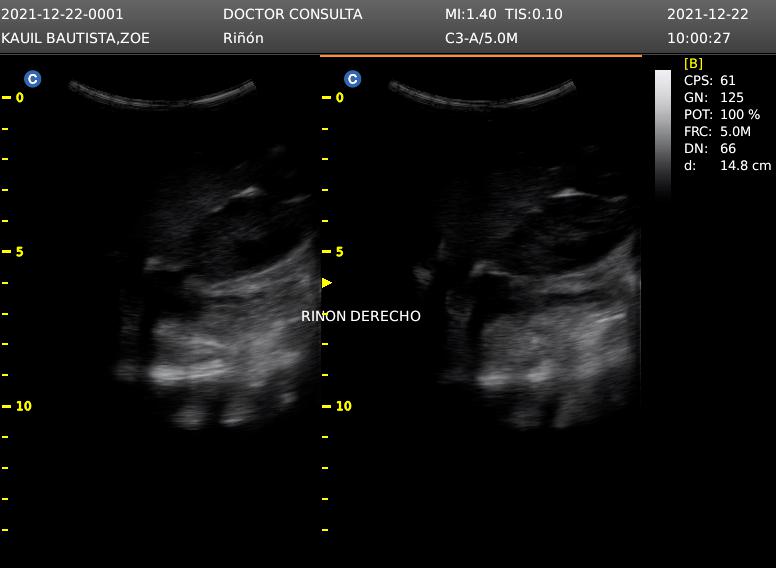 2021-12-22-0001 DOCTOR CONSULTA MI:1.40 TIS:0.10 2021-12-22
KAUIL BAUTISTA,ZOE Riñón C3-A/5.0M 10:00:27
[B]
CPS: 61
GN: 125
POT: 100 %
FRC: 5.0M
DN: 66
d: 14.8 cm
C C
0 0
5 5
RINON DERECHO
10 10